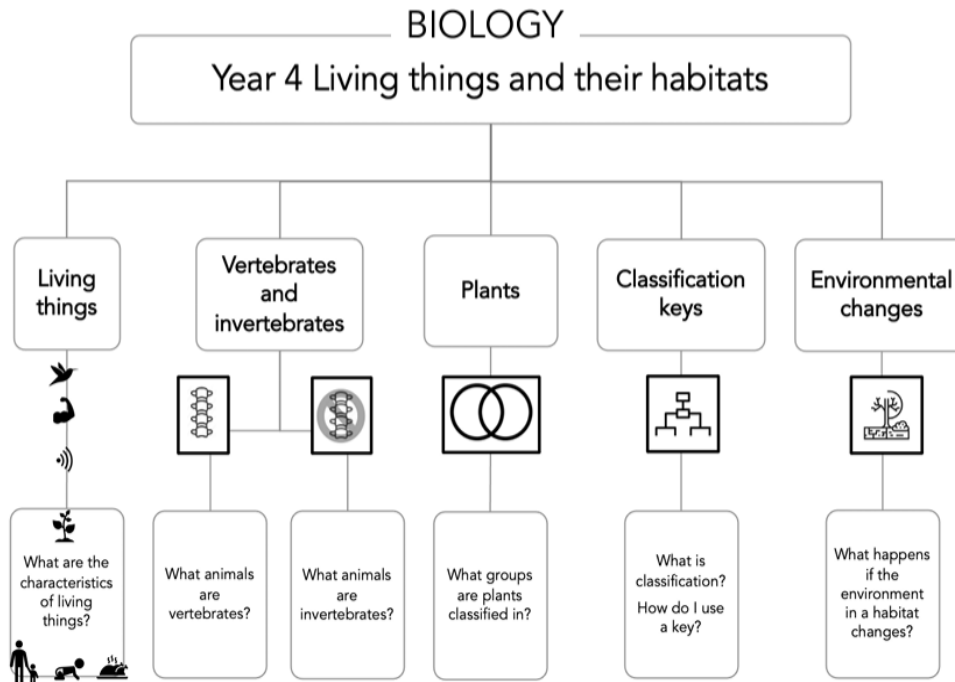 BIOLOGY
Year 4 Living things and their habitats
Living
things
Vertebrates
and
invertebrates
Plants
Classification
keys
Environmental
changes
What are the
characteristics
of living
things?
What animals
are
vertebrates?
What animals
are
invertebrates?
What groups
are plants
classified in?
What is
classification?
How do I use
a key?
What happens
if the
environment
in a habitat
changes?